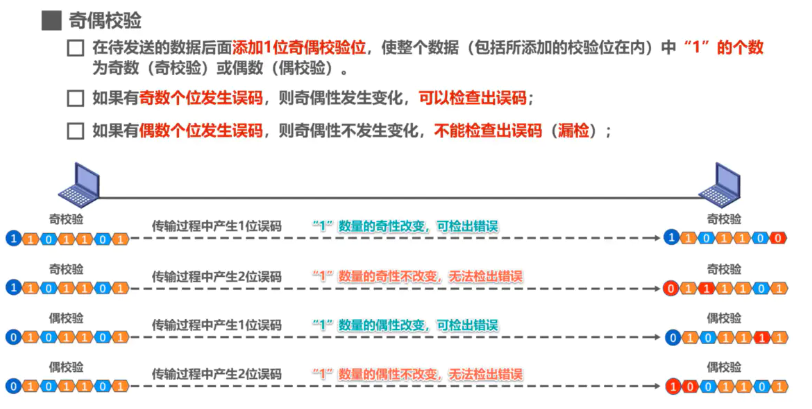 奇偶校验
在待发送的数据后面添加1位奇偶校验位，使整个数据（包括所添加的校验位在内）中“1”的个数
为奇数（奇校验）或偶数（偶校验）。
如果有奇数个位发生误码，则奇偶性发生变化，可以检查出误码；
如果有偶数个位发生误码，则奇偶性不发生变化，不能检查出误码（漏检）；
奇校验 奇校验
1 1 0 1 1 0 1 传输过程中产生1位误码 “1”数量的奇性改变，可检出错误 1 1 0 1 1 0 0
奇校验 奇校验
1 1 0 1 1 0 1 传输过程中产生2位误码 “1”数量的奇性不改变，无法检出错误 0 1 1 1 1 0 1
偶校验 偶校验
0 1 0 1 1 0 1 传输过程中产生1位误码 “1”数量的偶性改变，可检出错误 0 1 0 1 1 1 1
偶校验 偶校验
0 1 0 1 1 0 1 传输过程中产生2位误码 “1”数量的偶性不改变，无法检出错误 1 0 0 1 1 0 1